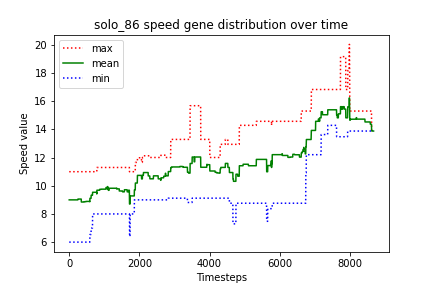 solo_86 speed gene distribution over time
max
mean
min
Speed value
20
18
16
14
12
10
8
6
0 2000 4000 6000 8000
Timesteps